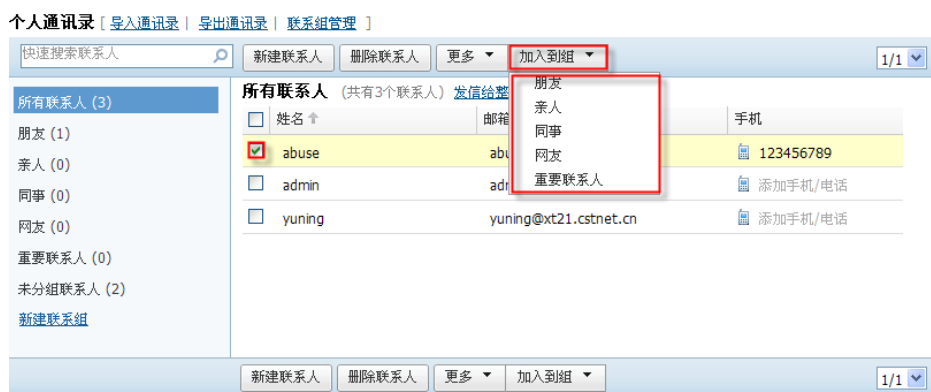 个人通讯录 [ 导入通讯录 | 导出通讯录 | 联系组管理 ]
快速搜索联系人 新建联系人 删除联系人 更多 加入到组 1/1
所有联系人 (3)
朋友 (1)
亲人 (0)
同事 (0)
网友 (0)
重要联系人 (0)
未分组联系人 (2)
新建联系组
所有联系人 (共有3个联系人) 发信给整
姓名 邮箱 手机
abuse 123456789
admin 添加手机/电话
yuning yuning@xt21.cstnet.cn 添加手机/电话
朋友
亲人
同事
网友
重要联系人
新建联系人 删除联系人 更多 加入到组 1/1